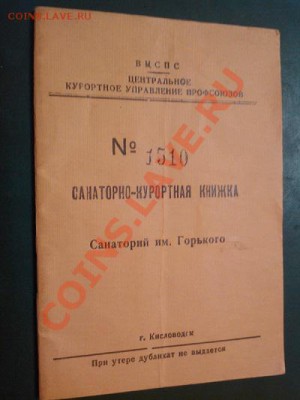 COINS.LAVE.RU
ВЦСПС
ЦЕНТРАЛЬНОЕ
КУРОРТНОЕ УПРАВЛЕНИЕ ПРОФСОЮЗОВ
№ 1510
САНАТОРНО-КУРОРТНАЯ КНИЖКА
Санаторий им. Горького
г. Кисловодск
При утере дубликат не выдается
COINS.LAVE.RU